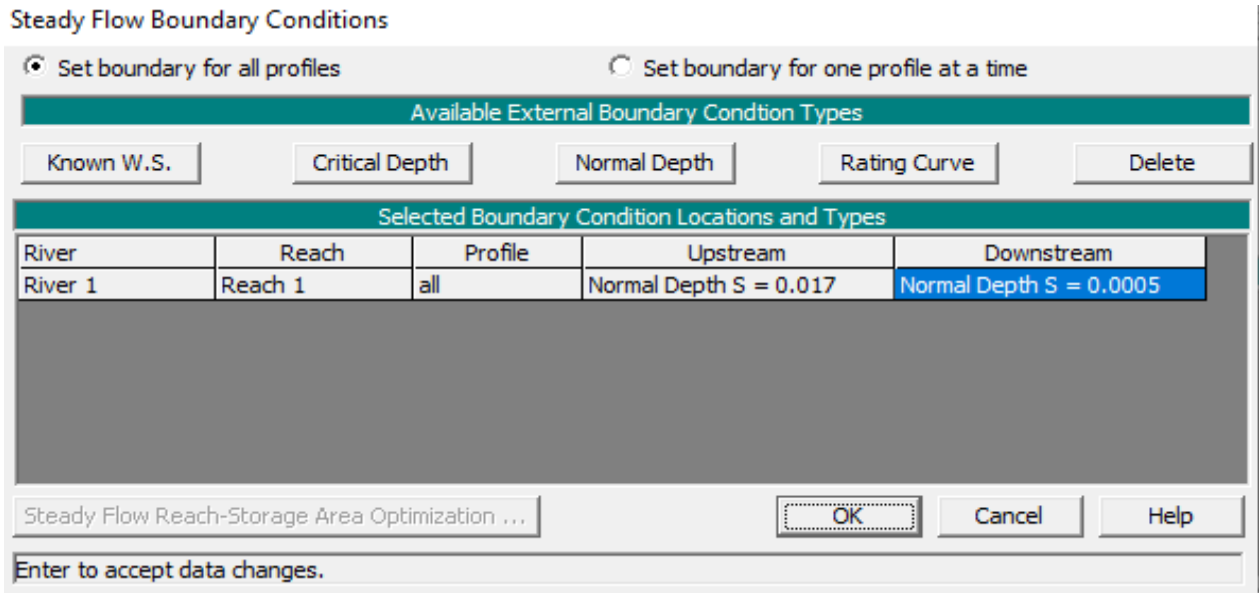 Steady Flow Boundary Conditions
Set boundary for all profiles Set boundary for one profile at a time
Available External Boundary Condtion Types
Known W.S. Critical Depth Normal Depth Rating Curve Delete
Selected Boundary Condition Locations and Types
River Reach Profile Upstream Downstream
River 1 Reach 1 all Normal Depth S = 0.017 Normal Depth S = 0.0005
Steady Flow Reach-Storage Area Optimization ... OK Cancel Help
Enter to accept data changes.